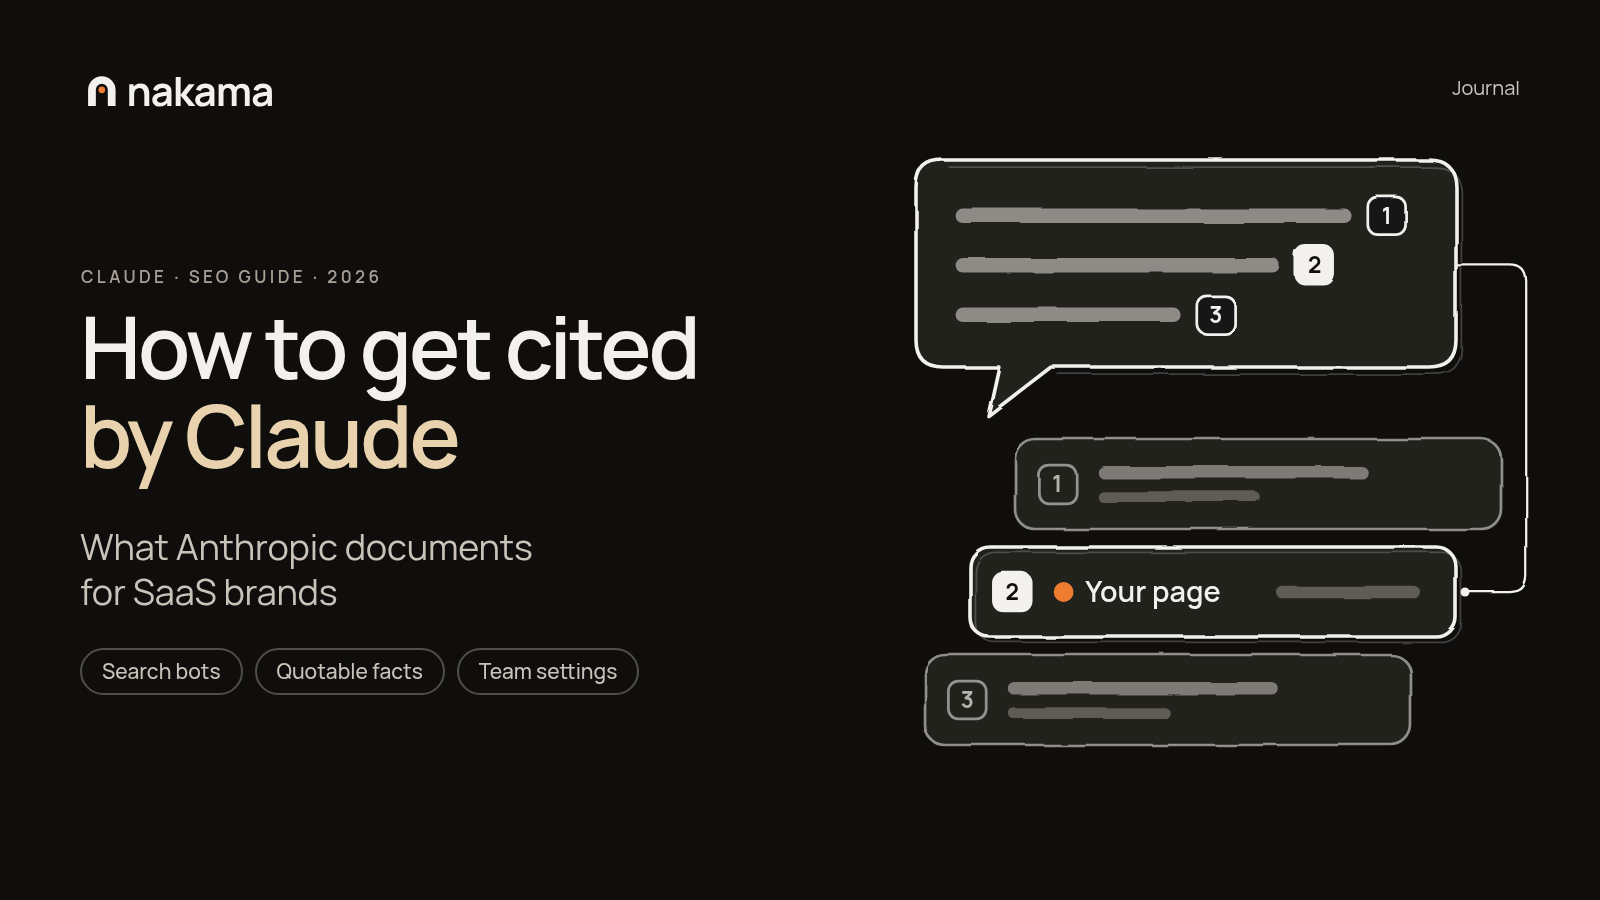 nakama
Journal
CLAUDE · SEO GUIDE · 2026
How to get cited
by Claude
What Anthropic documents
for SaaS brands
Search bots
Quotable facts
Team settings
1
2
3
1
2 Your page
3